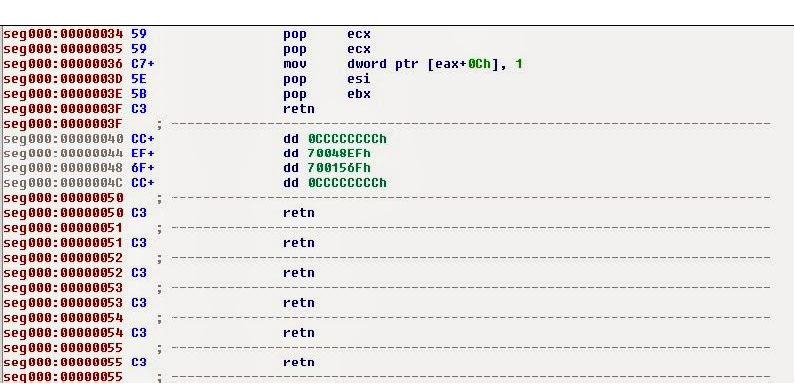 seg000:00000034 59 pop ecx
seg000:00000035 59 pop ecx
seg000:00000036 C7+ mov dword ptr [eax+0Ch], 1
seg000:0000003D 5E pop esi
seg000:0000003E 5B pop ebx
seg000:0000003F C3 retn
seg000:0000003F ; ---------------------------------------------------------------------------
seg000:00000040 CC+ dd 0CCCCCCCCh
seg000:00000044 EF+ dd 70048EFh
seg000:00000048 6F+ dd 700156Fh
seg000:0000004C CC+ dd 0CCCCCCCCh
seg000:00000050 ; ---------------------------------------------------------------------------
seg000:00000050 C3 retn
seg000:00000051 ; ---------------------------------------------------------------------------
seg000:00000051 C3 retn
seg000:00000052 ; ---------------------------------------------------------------------------
seg000:00000052 C3 retn
seg000:00000053 ; ---------------------------------------------------------------------------
seg000:00000053 C3 retn
seg000:00000054 ; ---------------------------------------------------------------------------
seg000:00000054 C3 retn
seg000:00000055 ; ---------------------------------------------------------------------------
seg000:00000055 C3 retn
seg000:00000055 ; ---------------------------------------------------------------------------